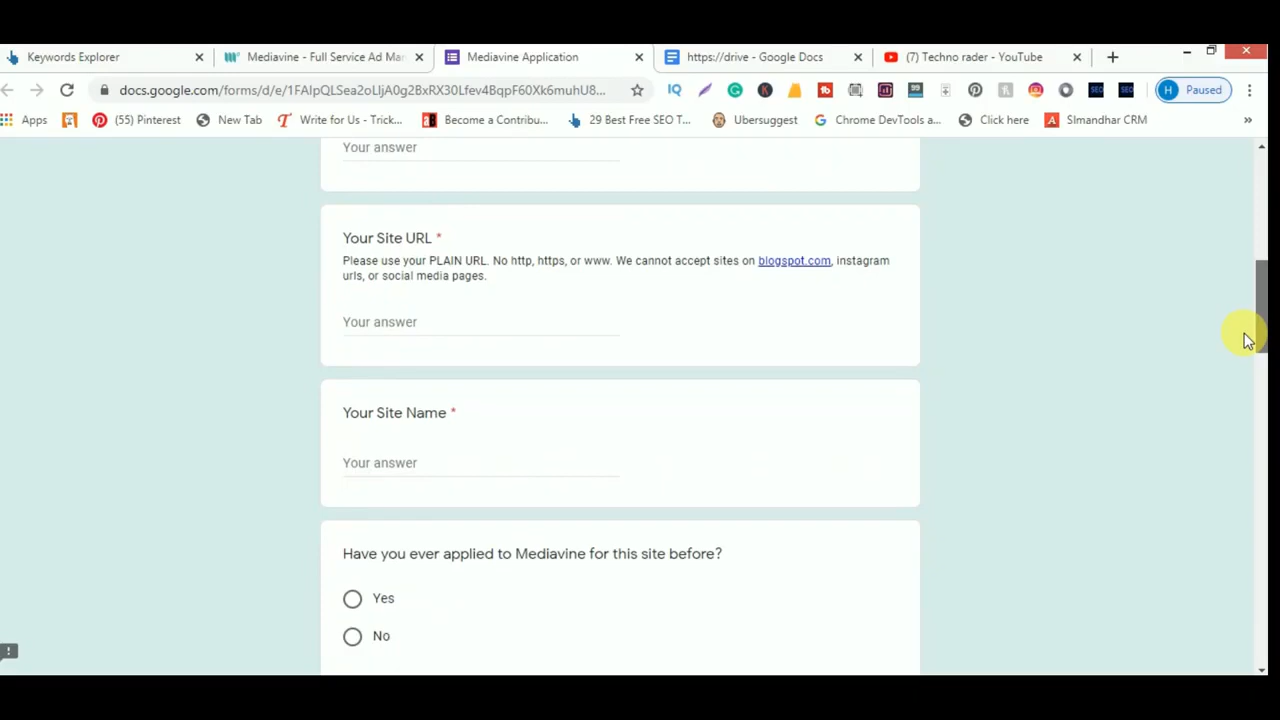 Keywords Explorer
Mediavine - Full Service Ad Mar
Mediavine Application
https://drive - Google Docs
(7) Techno rader - YouTube
docs.google.com/forms/d/e/1FAIpQLSea2oLljA0g2BxRX30Lfev4BqpF60Xk6muhU8...
H Paused
Apps
(55) Pinterest
New Tab
Write for Us - Trick...
Become a Contribu...
29 Best Free SEO T...
Ubersuggest
Chrome DevTools a...
Click here
SImandhar CRM
»
Your answer
Your Site URL *
Please use your PLAIN URL. No http, https, or www. We cannot accept sites on blogspot.com, instagram
urls, or social media pages.
Your answer
Your Site Name *
Your answer
Have you ever applied to Mediavine for this site before?
Yes
No